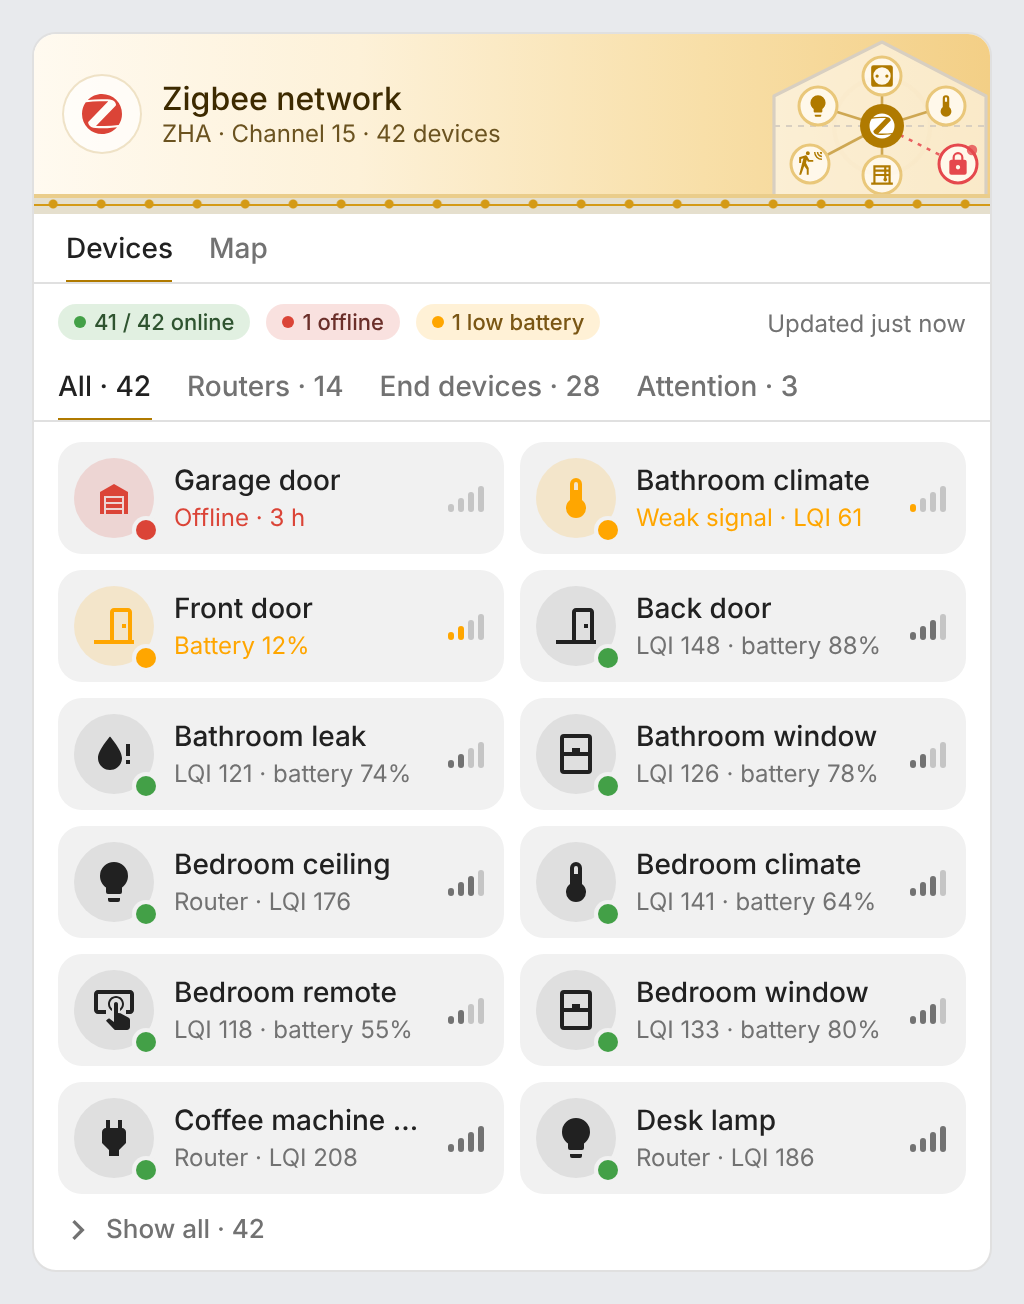 Zigbee network
ZHA · Channel 15 · 42 devices
Devices
Map
41 / 42 online
1 offline
1 low battery
Updated just now
All · 42
Routers · 14
End devices · 28
Attention · 3
Garage door
Offline · 3 h
Bathroom climate
Weak signal · LQI 61
Front door
Battery 12%
Back door
LQI 148 · battery 88%
Bathroom leak
LQI 121 · battery 74%
Bathroom window
LQI 126 · battery 78%
Bedroom ceiling
Router · LQI 176
Bedroom climate
LQI 141 · battery 64%
Bedroom remote
LQI 118 · battery 55%
Bedroom window
LQI 133 · battery 80%
Coffee machine ...
Router · LQI 208
Desk lamp
Router · LQI 186
Show all · 42